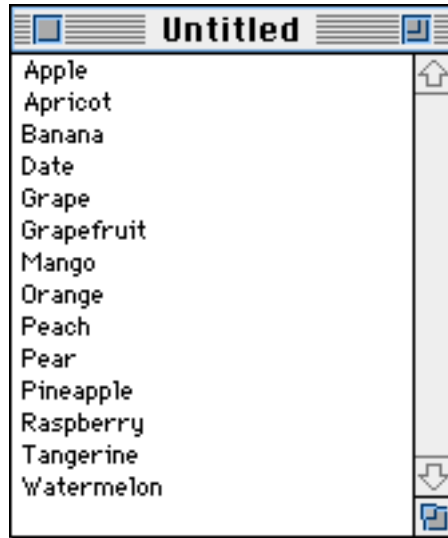 Untitled
Apple
Apricot
Banana
Date
Grape
Grapefruit
Mango
Orange
Peach
Pear
Pineapple
Raspberry
Tangerine
Watermelon